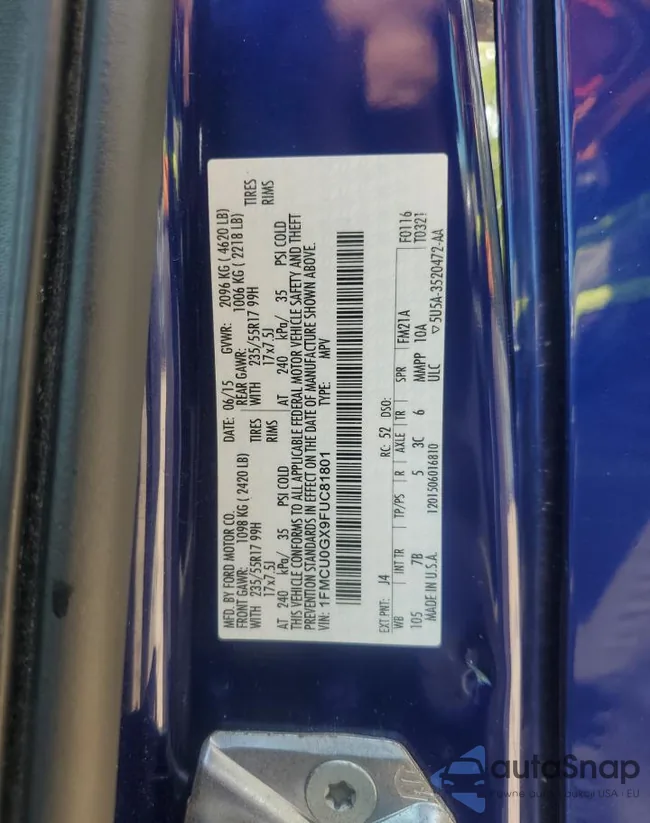 MFD. BY FORD MOTOR CO. DATE: 06/15 GVWR: 2096 KG ( 4620 LB)
FRONT GAWR: 1098 KG ( 2420 LB) REAR GAWR: 1006 KG ( 2218 LB)
WITH 235/55R17 99H TIRES WITH 235/55R17 99H TIRES
17x7.5J RIMS 17x7.5J RIMS
AT 240 kPa/ 35 PSI COLD AT 240 kPa/ 35 PSI COLD
THIS VEHICLE CONFORMS TO ALL APPLICABLE FEDERAL MOTOR VEHICLE SAFETY AND THEFT
PREVENTION STANDARDS IN EFFECT ON THE DATE OF MANUFACTURE SHOWN ABOVE.
VIN: 1FMCU0GX9FUC81801 TYPE: MPV
EXT PNT: J4 RC: 52 DSO: F0116
WB INT TR TP/PS R AXLE TR SPR FM21A T0321
105 7B 5 3C 6 MMPP 10A
MADE IN U.S.A. 1201506016810 ULC ▽5U5A-3520472-AA
autoSnap